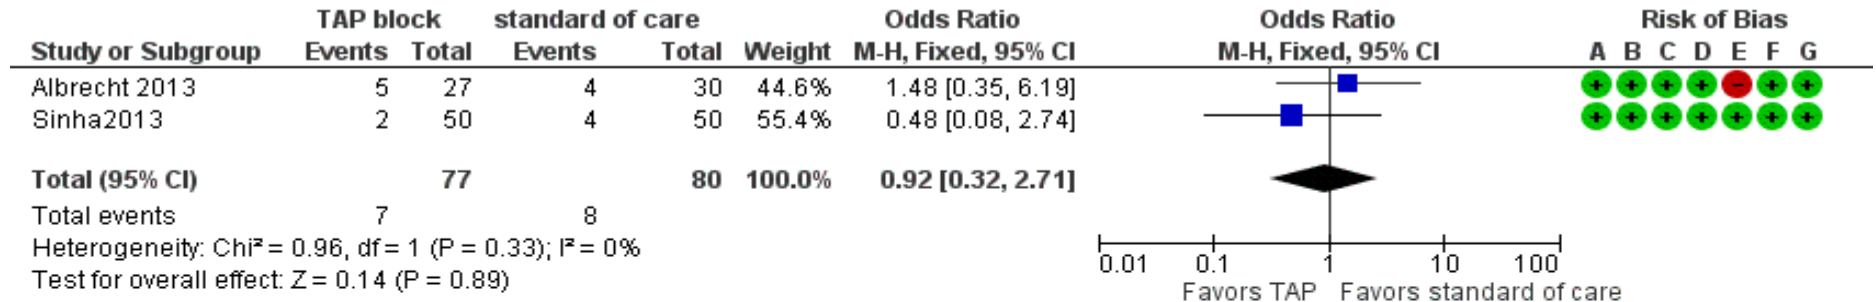 TAP block standard of care Odds Ratio Odds Ratio Risk of Bias
Study or Subgroup Events Total Events Total Weight M-H, Fixed, 95% CI M-H, Fixed, 95% CI A B C D E F G
Albrecht 2013 5 27 4 30 44.6% 1.48 [0.35, 6.19] + + + + - + +
Sinha2013 2 50 4 50 55.4% 0.48 [0.08, 2.74] + + + + + + +
Total (95% CI) 77 80 100.0% 0.92 [0.32, 2.71]
Total events 7 8
Heterogeneity: Chi² = 0.96, df = 1 (P = 0.33); I² = 0%
Test for overall effect: Z = 0.14 (P = 0.89)
0.01 0.1 1 10 100
Favors TAP Favors standard of care